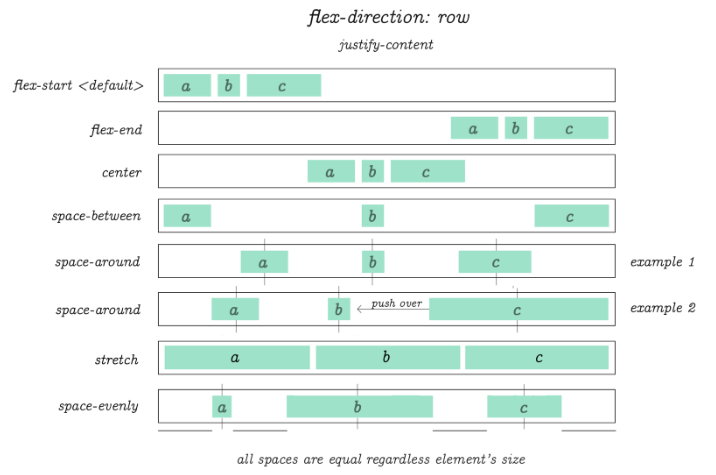 flex-direction: row
justify-content
flex-start <default> a b c
flex-end a b c
center a b c
space-between a b c
space-around a b c example 1
space-around a b push over c example 2
stretch a b c
space-evenly a b c
all spaces are equal regardless element's size